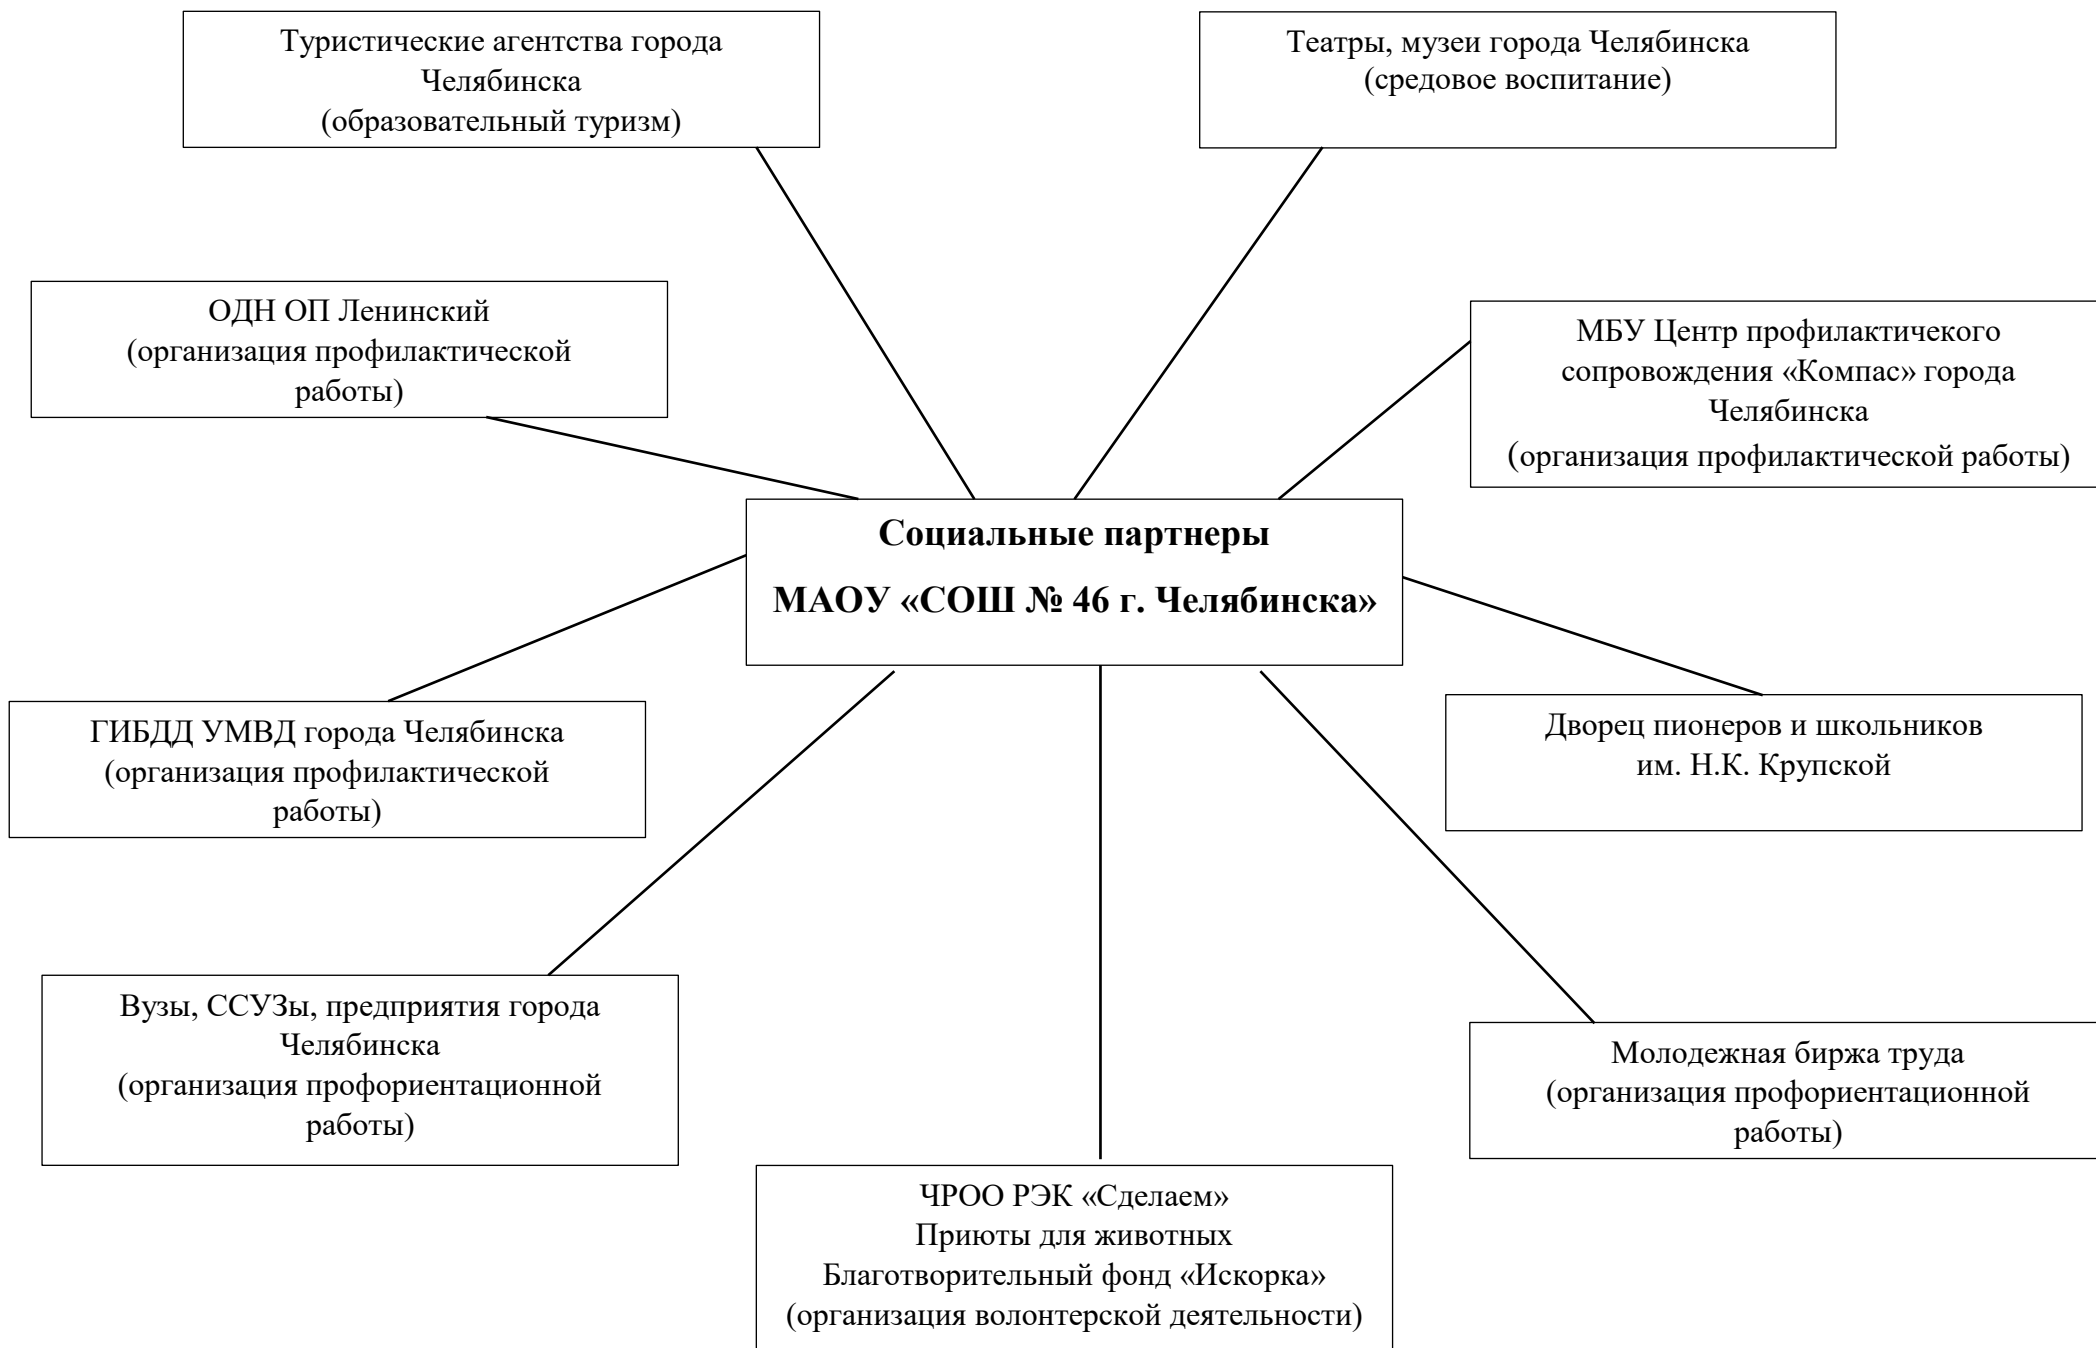 Туристические агентства города
Челябинска
(образовательный туризм)
Театры, музеи города Челябинска
(средовое воспитание)
ОДН ОП Ленинский
(организация профилактической
работы)
МБУ Центр профилактичекого
сопровождения «Компас» города
Челябинска
(организация профилактической работы)
Социальные партнеры
МАОУ «СОШ № 46 г. Челябинска»
ГИБДД УМВД города Челябинска
(организация профилактической
работы)
Дворец пионеров и школьников
им. Н.К. Крупской
Вузы, ССУЗы, предприятия города
Челябинска
(организация профориентационной
работы)
Молодежная биржа труда
(организация профориентационной
работы)
ЧРОО РЭК «Сделаем»
Приюты для животных
Благотворительный фонд «Искорка»
(организация волонтерской деятельности)